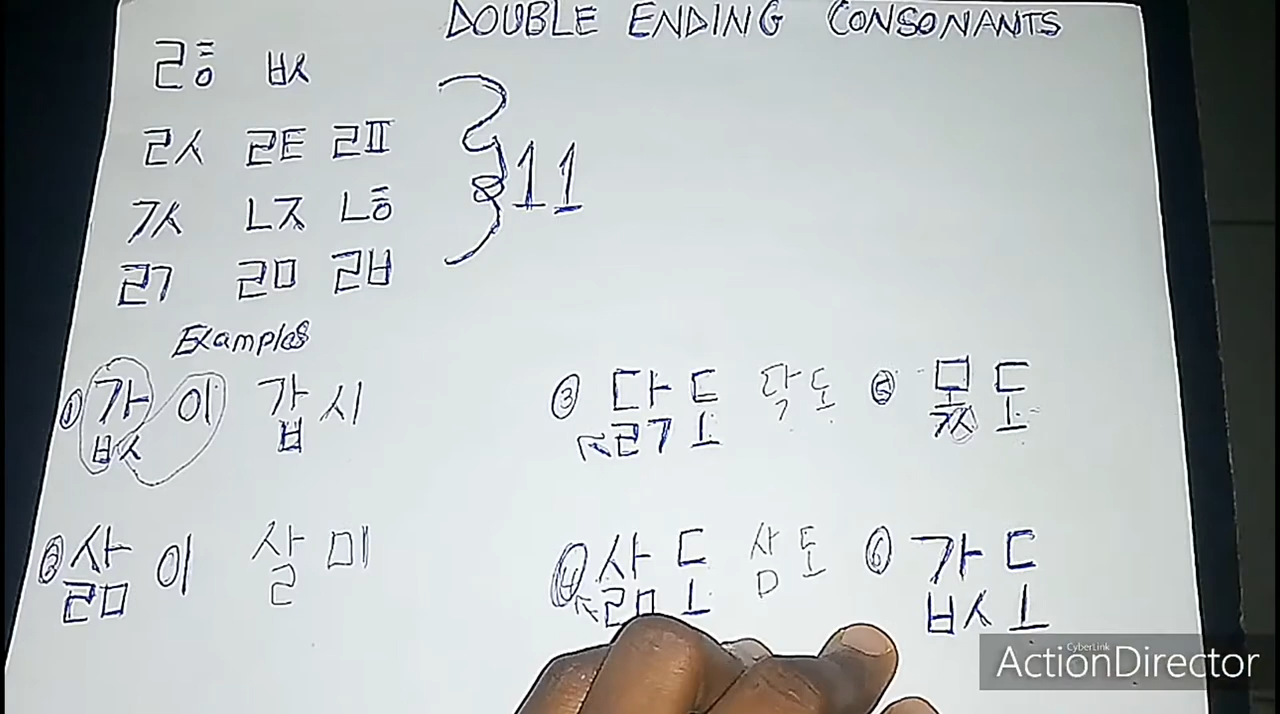 DOUBLE ENDING CONSONANTS
ㄹㅎ ㅄ
ㄹㅅ ㄹㅌ ㄹㅍ
ㄱㅅ ㄴㅈ ㄴㅎ
ㄹㄱ ㄹㅁ ㄹㅂ
11
Examples
① 값이 갑시
③ 닭도 닥도
⑤ 몫도
② 삶이 살미
④ 삶도 삼도
⑥ 값도
CyberLink
ActionDirector